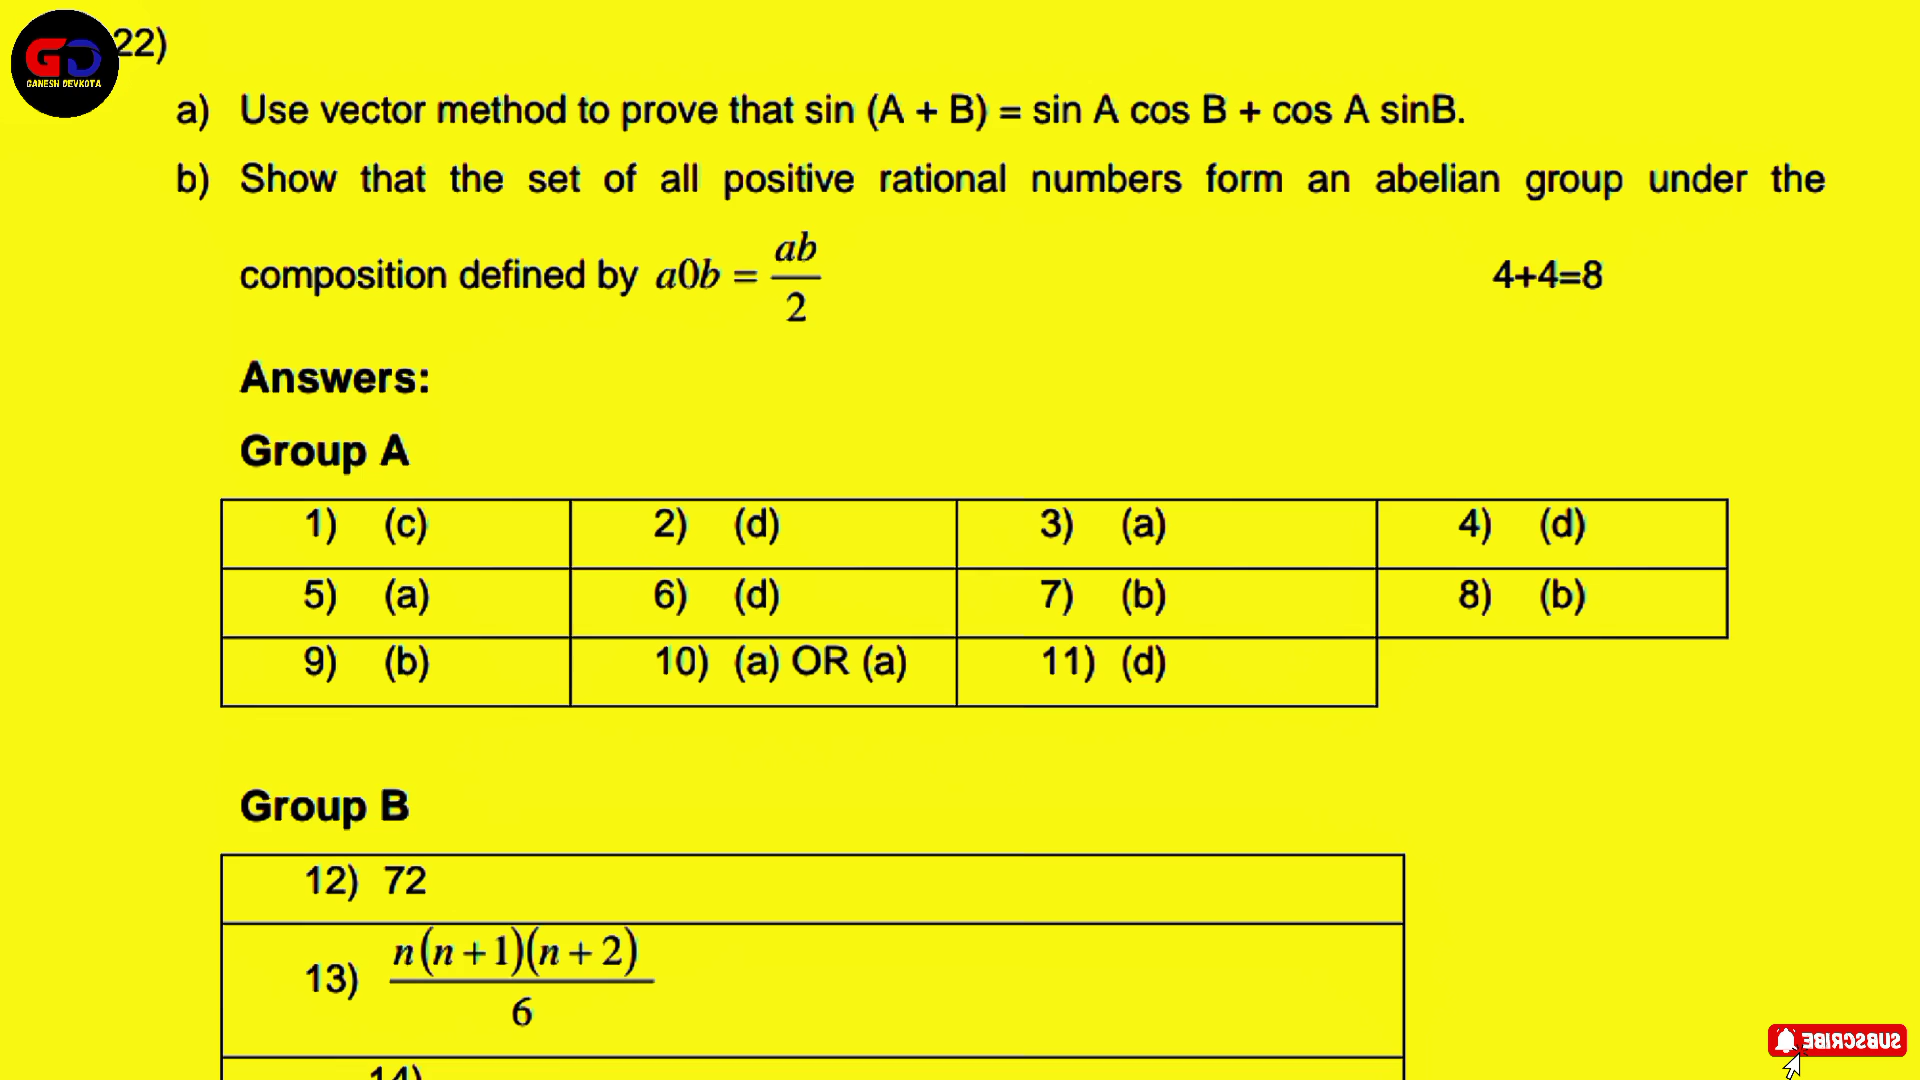 GD
GANESH DEVKOTA
22)
a) Use vector method to prove that sin (A + B) = sin A cos B + cos A sinB.
b) Show that the set of all positive rational numbers form an abelian group under the
composition defined by a0b = ab/2 4+4=8
Answers:
Group A
1) (c) 2) (d) 3) (a) 4) (d)
5) (a) 6) (d) 7) (b) 8) (b)
9) (b) 10) (a) OR (a) 11) (d)
Group B
12) 72
13) n(n+1)(n+2)/6
14)
SUBSCRIBE